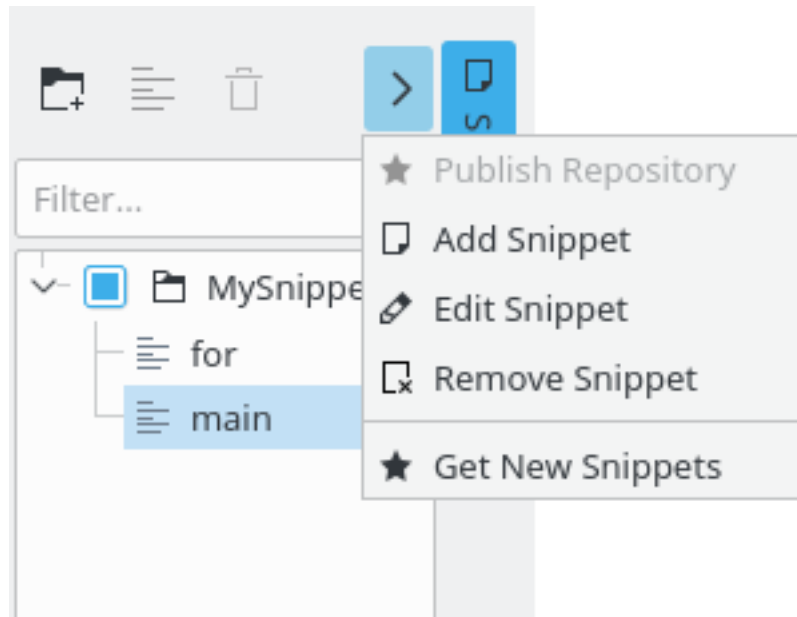 S
Publish Repository
Filter...
Add Snippet
MySnippe
Edit Snippet
for
Remove Snippet
main
Get New Snippets